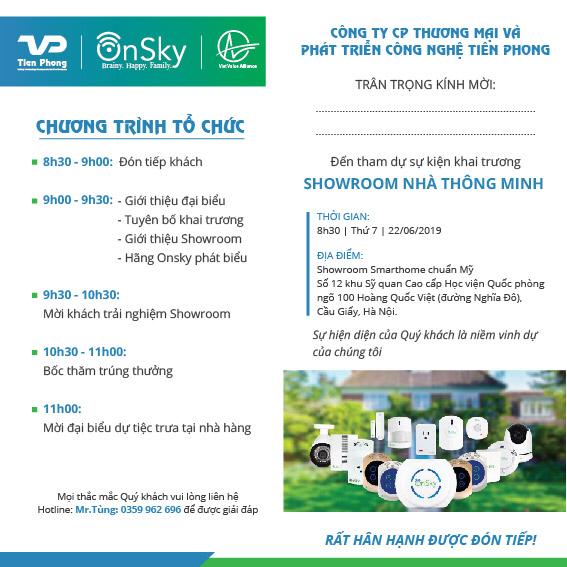 Tien Phong
OnSky
Brainy. Happy. Family.
Viet Value Alliance
CHƯƠNG TRÌNH TỔ CHỨC
8h30 - 9h00: Đón tiếp khách
9h00 - 9h30: - Giới thiệu đại biểu
- Tuyên bố khai trương
- Giới thiệu Showroom
- Hãng Onsky phát biểu
9h30 - 10h30:
Mời khách trải nghiệm Showroom
10h30 - 11h00:
Bốc thăm trúng thưởng
11h00:
Mời đại biểu dự tiệc trưa tại nhà hàng
Mọi thắc mắc Quý khách vui lòng liên hệ
Hotline: Mr.Tùng: 0359 962 696 để được giải đáp
CÔNG TY CP THƯƠNG MẠI VÀ
PHÁT TRIỂN CÔNG NGHỆ TIÊN PHONG
TRÂN TRỌNG KÍNH MỜI:
Đến tham dự sự kiện khai trương
SHOWROOM NHÀ THÔNG MINH
THỜI GIAN:
8h30 | Thứ 7 | 22/06/2019
ĐỊA ĐIỂM:
Showroom Smarthome chuẩn Mỹ
Số 12 khu Sỹ quan Cao cấp Học viện Quốc phòng
ngõ 100 Hoàng Quốc Việt (đường Nghĩa Đô),
Cầu Giấy, Hà Nội.
Sự hiện diện của Quý khách là niềm vinh dự
của chúng tôi
OnSky
RẤT HÂN HẠNH ĐƯỢC ĐÓN TIẾP!